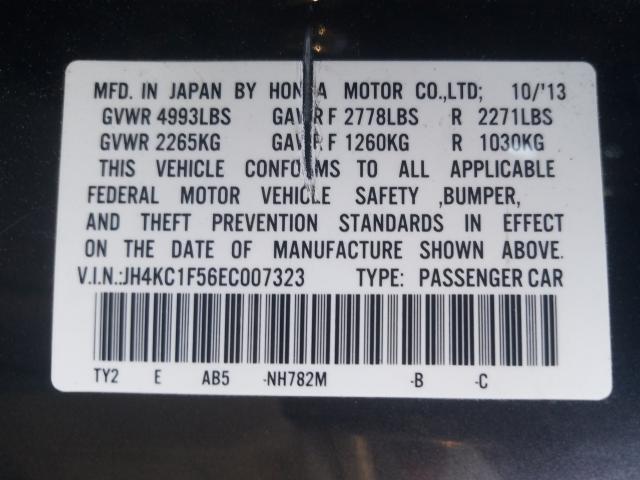 MFD. IN JAPAN BY HONDA MOTOR CO.,LTD; 10/'13
GVWR 4993LBS GAWR F 2778LBS R 2271LBS
GVWR 2265KG GAWR F 1260KG R 1030KG
THIS VEHICLE CONFORMS TO ALL APPLICABLE
FEDERAL MOTOR VEHICLE SAFETY ,BUMPER,
AND THEFT PREVENTION STANDARDS IN EFFECT
ON THE DATE OF MANUFACTURE SHOWN ABOVE.
V.I.N.:JH4KC1F56EC007323 TYPE: PASSENGER CAR
TY2 E AB5 -NH782M -B -C